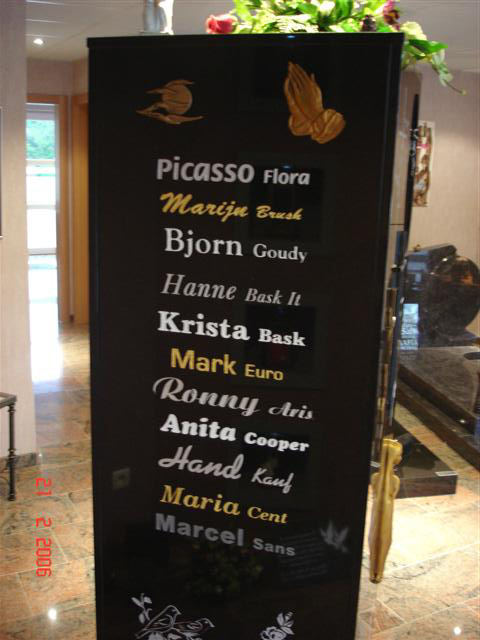 Picasso Flora
Marijn Brush
Bjorn Goudy
Hanne Bask It
Krista Bask
Mark Euro
Ronny Aris
Anita Cooper
Hand Kauf
Maria Cent
Marcel Sans
21 2 2006